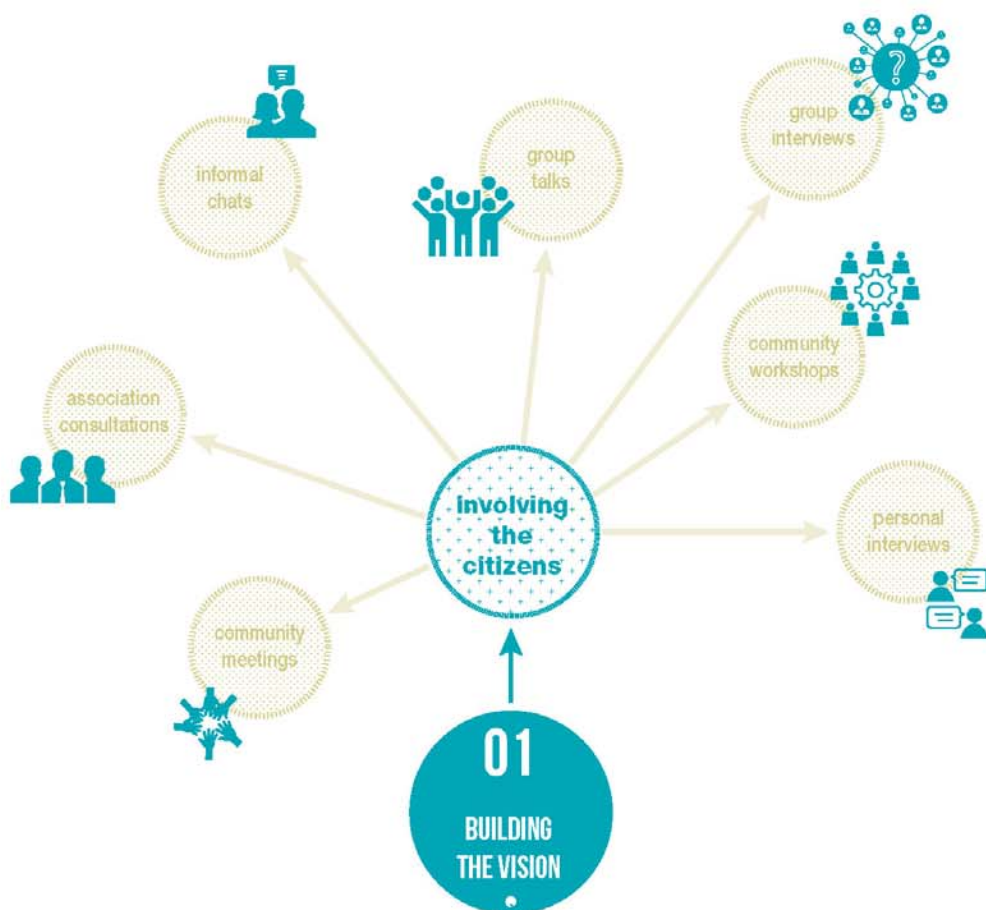 group
interviews
informal
chats
group
talks
community
workshops
association
consultations
involving
the
citizens
personal
interviews
community
meetings
01
BUILDING
THE VISION